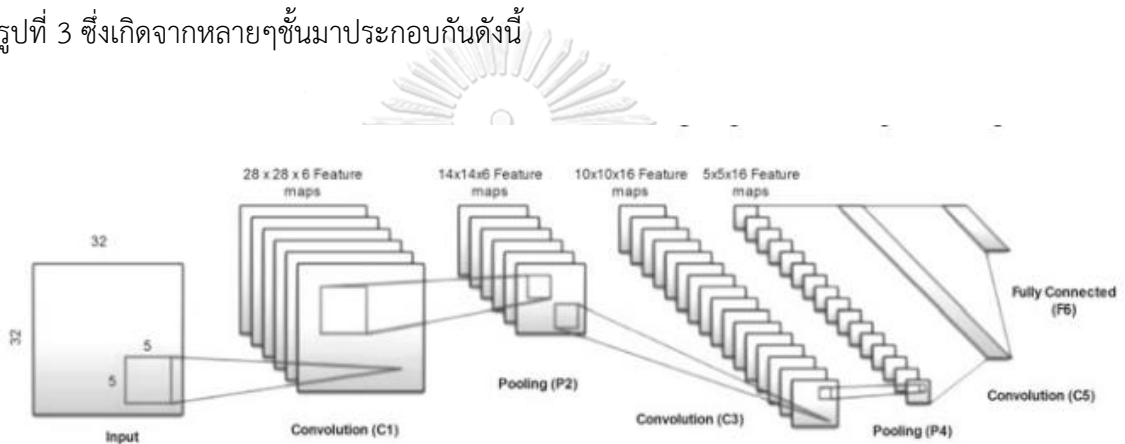 รูปที่ 3 ซึ่งเกิดจากหลายๆชั้นมาประกอบกันดังนี้
28 x 28 x 6 Feature
maps
14x14x6 Feature
maps
10x10x16 Feature
maps
5x5x16 Feature
maps
32
32
5
5
Input
Convolution (C1)
Pooling (P2)
Convolution (C3)
Pooling (P4)
Convolution (C5)
Fully Connected
(F6)